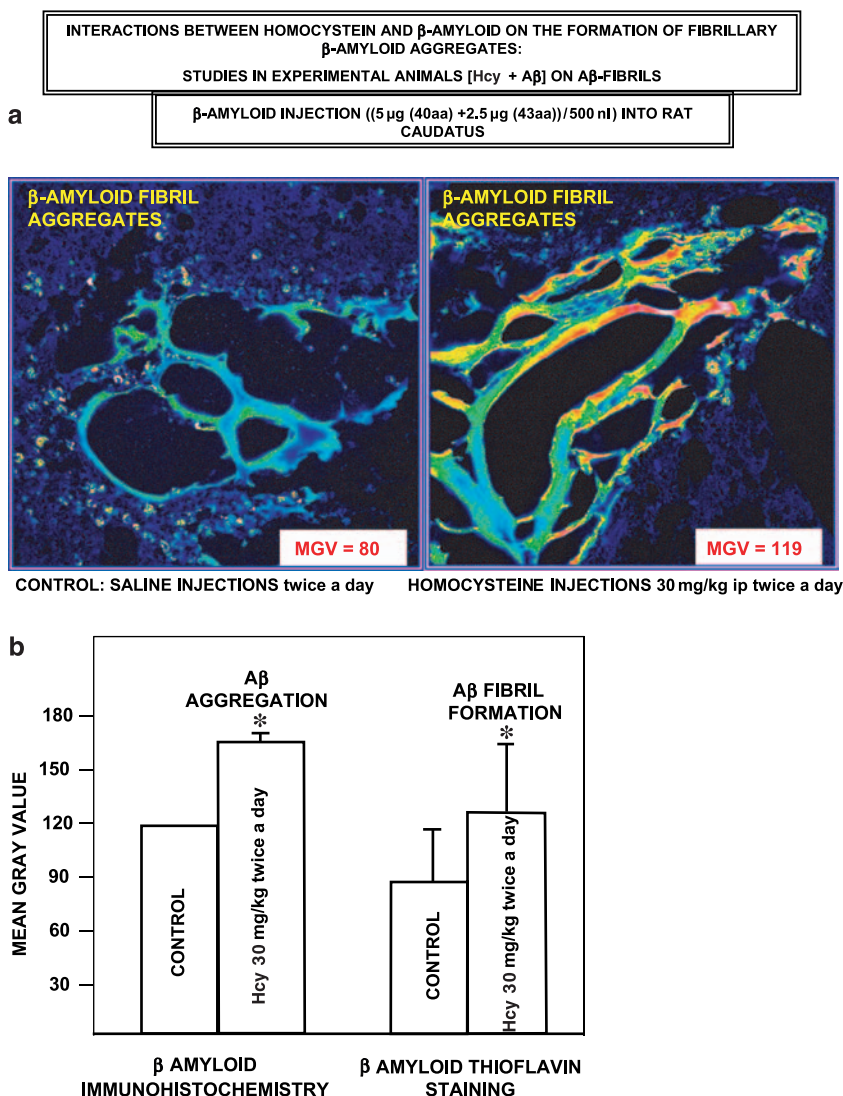 INTERACTIONS BETWEEN HOMOCYSTEIN AND β-AMYLOID ON THE FORMATION OF FIBRILLARY
β-AMYLOID AGGREGATES:
STUDIES IN EXPERIMENTAL ANIMALS [Hcy + Aβ] ON Aβ-FIBRILS
a
β-AMYLOID INJECTION ((5 µg (40aa) +2.5 µg (43aa))/500 nl) INTO RAT
CAUDATUS
β-AMYLOID FIBRIL
AGGREGATES
MGV = 80
β-AMYLOID FIBRIL
AGGREGATES
MGV = 119
CONTROL: SALINE INJECTIONS twice a day
HOMOCYSTEINE INJECTIONS 30 mg/kg ip twice a day
b
MEAN GRAY VALUE
180
150
120
90
60
30
Aβ
AGGREGATION
*
CONTROL
Hcy 30 mg/kg twice a day
Aβ FIBRIL
FORMATION
*
CONTROL
Hcy 30 mg/kg twice a day
β AMYLOID
IMMUNOHISTOCHEMISTRY
β AMYLOID THIOFLAVIN
STAINING